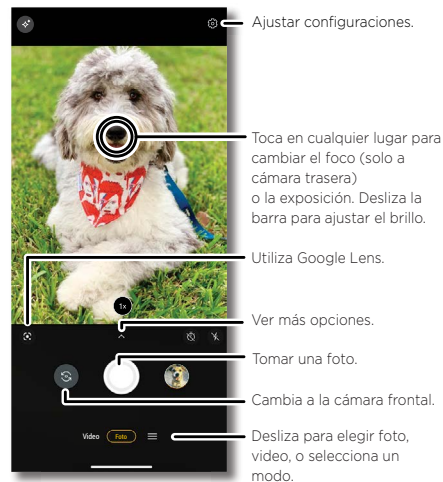 Ajustar configuraciones.
Toca en cualquier lugar para
cambiar el foco (solo a
cámara trasera)
o la exposición. Desliza la
barra para ajustar el brillo.
Utiliza Google Lens.
1x
Ver más opciones.
Tomar una foto.
Cambia a la cámara frontal.
Video Foto
Desliza para elegir foto,
video, o selecciona un
modo.